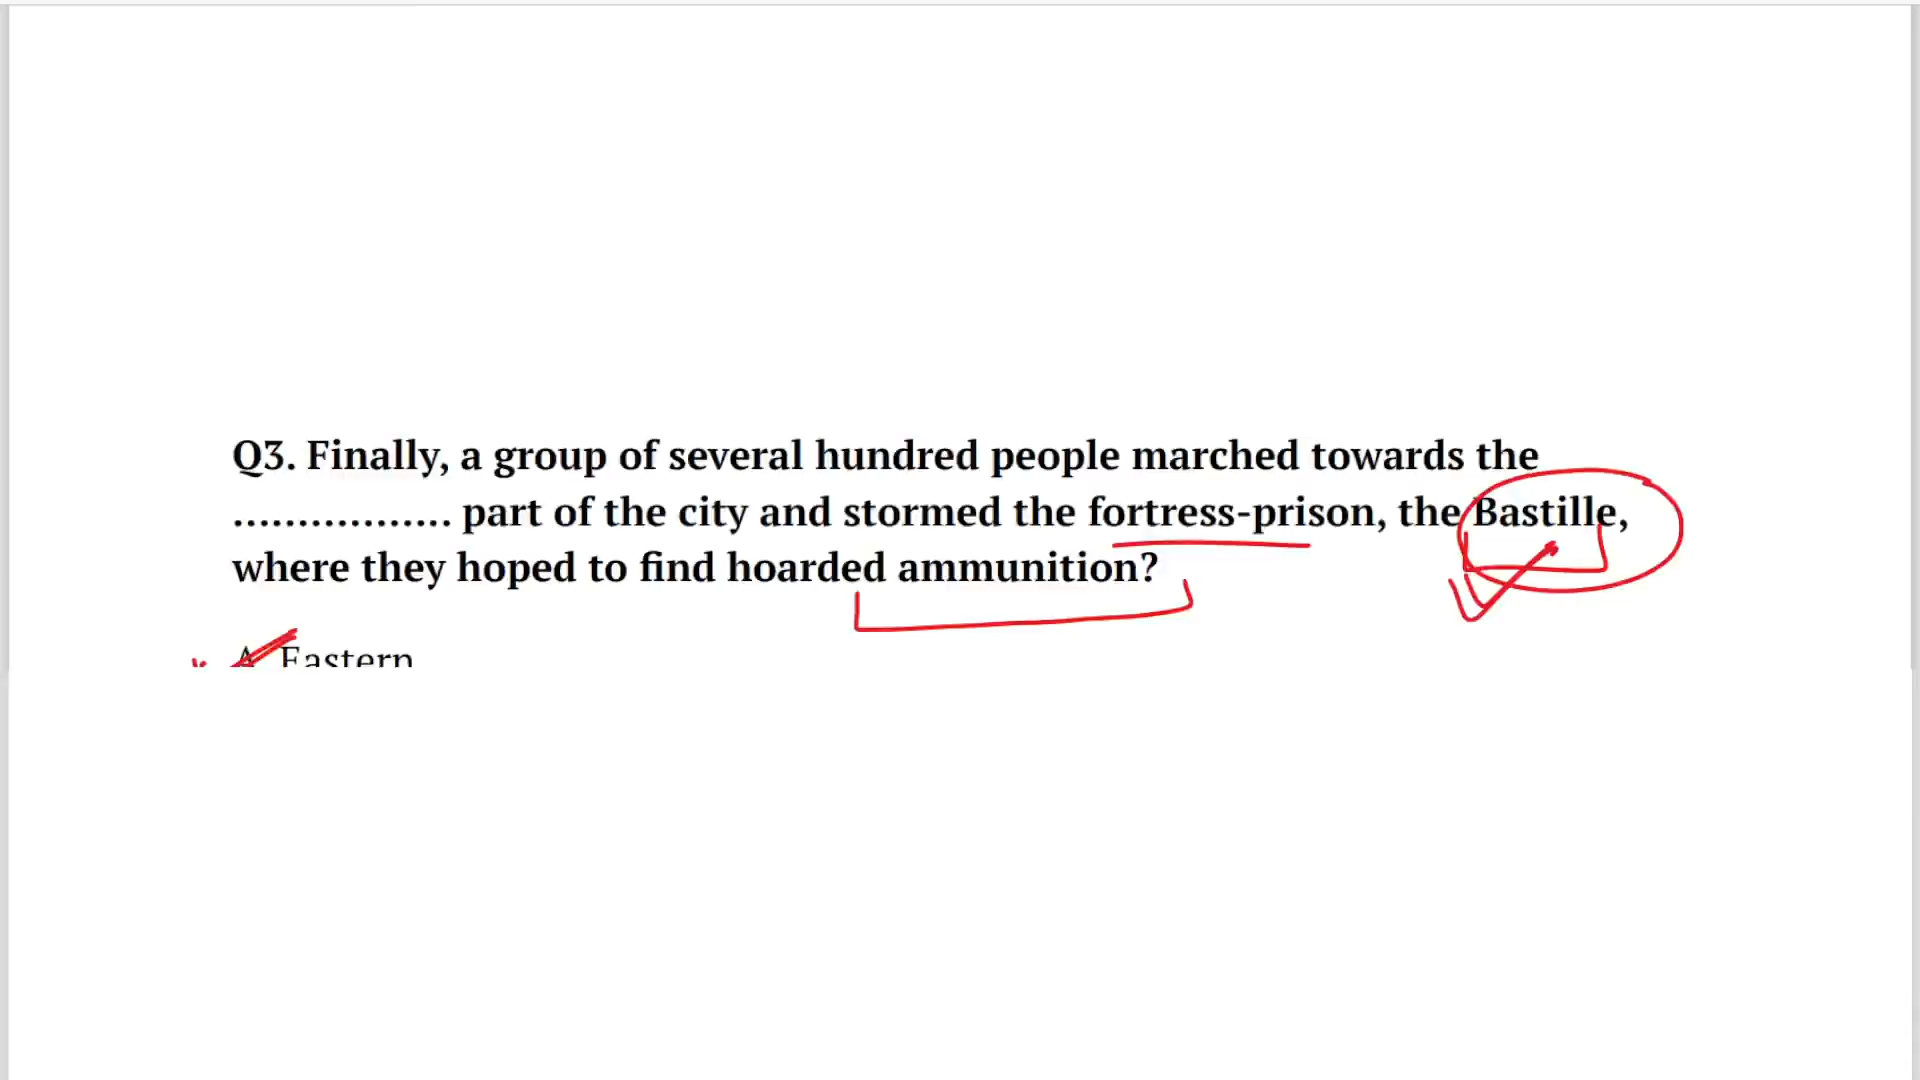 Q3. Finally, a group of several hundred people marched towards the
................. part of the city and stormed the fortress-prison, the Bastille,
where they hoped to find hoarded ammunition?
A. Eastern